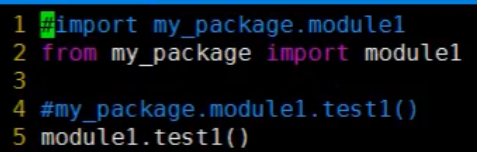 1 #import my_package.module1
2 from my_package import module1
3
4 #my_package.module1.test1()
5 module1.test1()